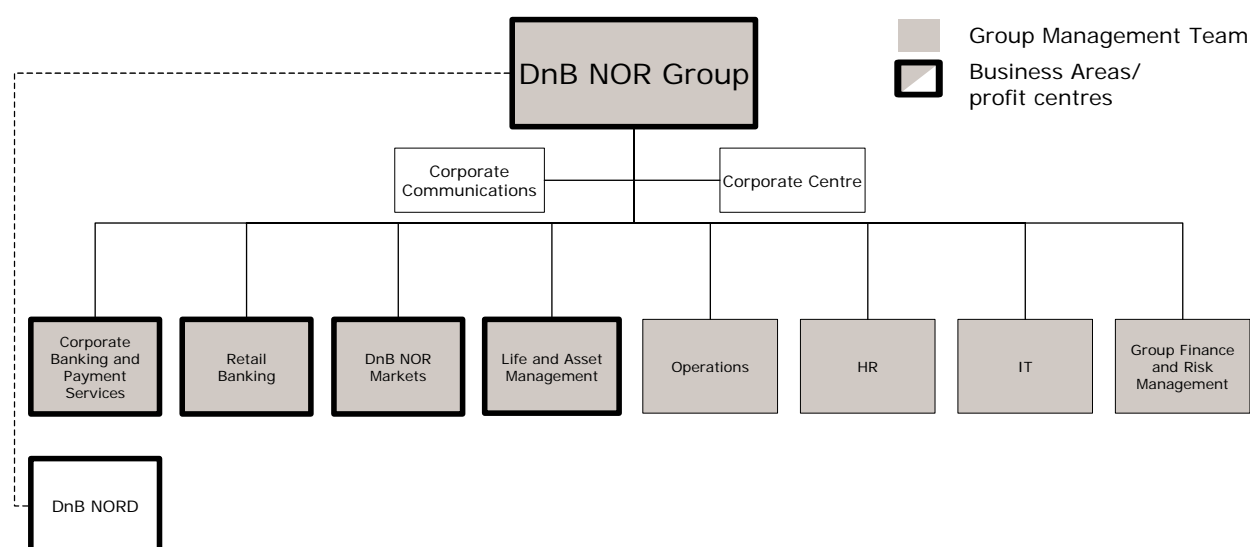 DnB NOR Group
Group Management Team
Business Areas/
profit centres
Corporate
Communications
Corporate Centre
Corporate
Banking and
Payment
Services
Retail
Banking
DnB NOR
Markets
Life and Asset
Management
Operations
HR
IT
Group Finance
and Risk
Management
DnB NORD